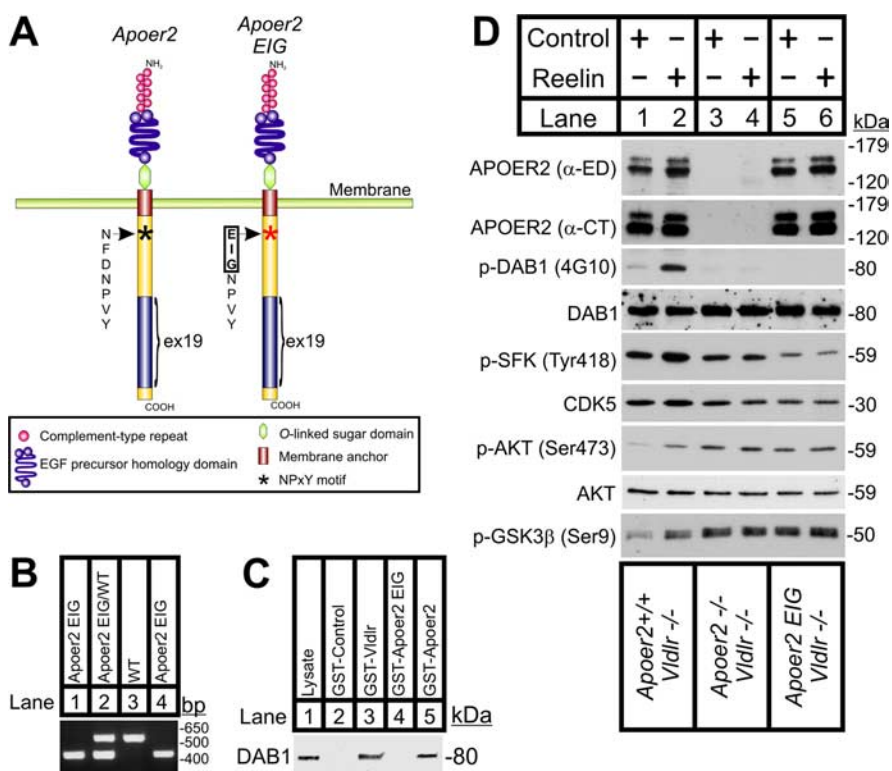 A
Apoer2
Apoer2
EIG
NH₂
NH₂
Membrane
N
F
D
N
P
V
Y
*
E
I
G
N
P
V
Y
*
ex19
ex19
COOH
COOH
Complement-type repeat
EGF precursor homology domain
O-linked sugar domain
Membrane anchor
* NPxY motif
B
Apoer2 EIG
Apoer2 EIG/WT
WT
Apoer2 EIG
Lane 1 2 3 4 bp
-650
-500
-400
C
Lysate
GST-Control
GST-Vldlr
GST-Apoer2 EIG
GST-Apoer2
Lane 1 2 3 4 5 kDa
DAB1 -80
D
Control + – + – + –
Reelin – + – + – +
Lane 1 2 3 4 5 6 kDa
APOER2 (α-ED) -179
-120
APOER2 (α-CT) -179
-120
p-DAB1 (4G10) -80
DAB1 -80
p-SFK (Tyr418) -59
CDK5 -30
p-AKT (Ser473) -59
AKT -59
p-GSK3β (Ser9) -50
Apoer2+/+
Vldlr -/-
Apoer2 -/-
Vldlr -/-
Apoer2 EIG
Vldlr -/-